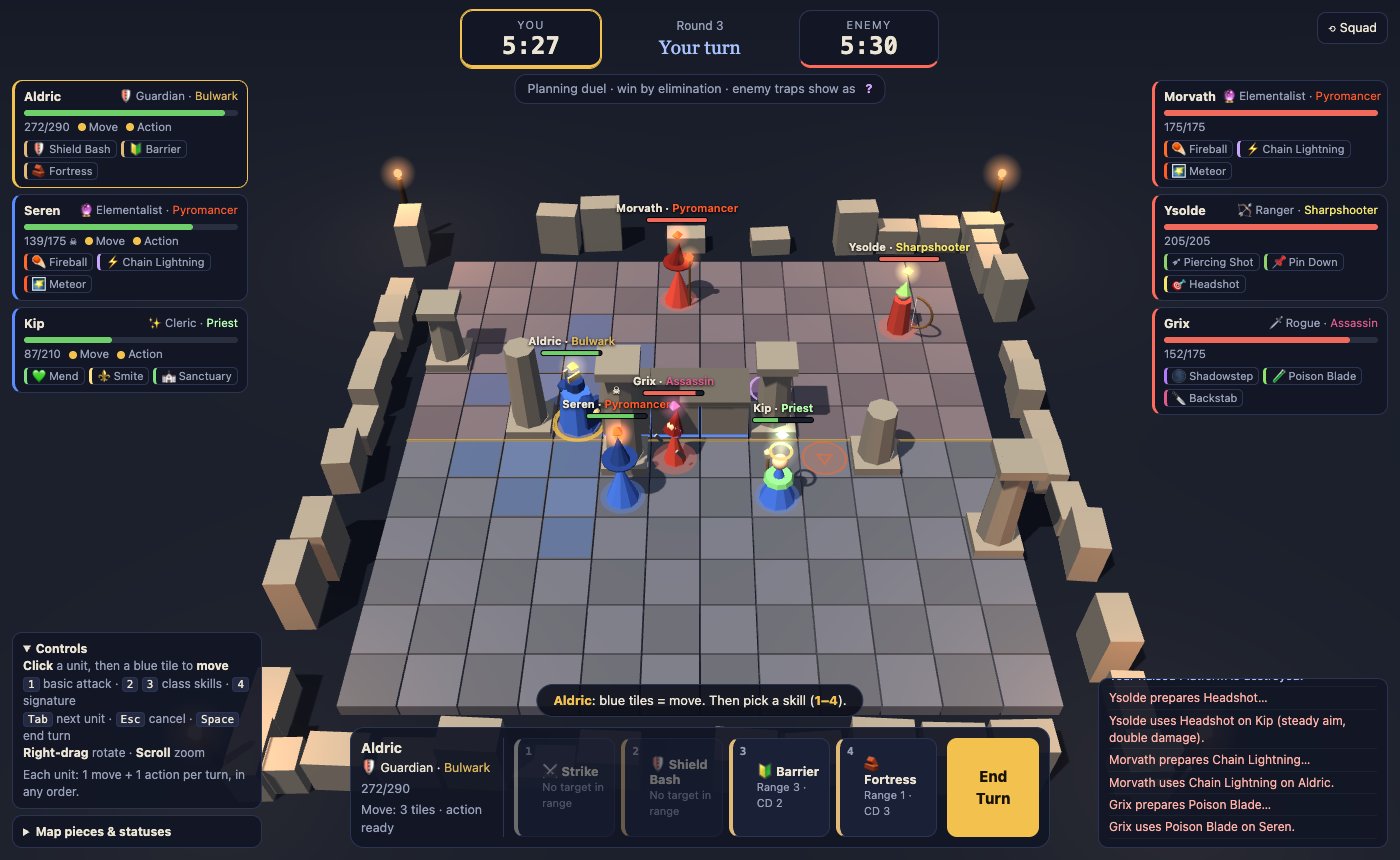 YOU
5:27
Round 3
Your turn
ENEMY
5:30
⟲ Squad
Planning duel · win by elimination · enemy traps show as ?
Aldric
Guardian · Bulwark
272/290 Move Action
Shield Bash Barrier
Fortress
Seren
Elementalist · Pyromancer
139/175 Move Action
Fireball Chain Lightning
Meteor
Kip
Cleric · Priest
87/210 Move Action
Mend Smite Sanctuary
Morvath
Elementalist · Pyromancer
175/175
Fireball Chain Lightning
Meteor
Ysolde
Ranger · Sharpshooter
205/205
Piercing Shot Pin Down
Headshot
Grix
Rogue · Assassin
152/175
Shadowstep Poison Blade
Backstab
Morvath · Pyromancer
Ysolde · Sharpshooter
Aldric · Bulwark
Grix · Assassin
Seren · Pyromancer
Kip · Priest
▼ Controls
Click a unit, then a blue tile to move
1 basic attack · 2 3 class skills · 4
signature
Tab next unit · Esc cancel · Space
end turn
Right-drag rotate · Scroll zoom
Each unit: 1 move + 1 action per turn, in
any order.
▶ Map pieces & statuses
Aldric: blue tiles = move. Then pick a skill (1–4).
Aldric
Guardian · Bulwark
272/290
Move: 3 tiles · action
ready
1
Strike
No target in
range
2
Shield
Bash
No target in
range
3
Barrier
Range 3 ·
CD 2
4
Fortress
Range 1 ·
CD 3
End
Turn
Ysolde prepares Headshot…
Ysolde uses Headshot on Kip (steady aim,
double damage).
Morvath prepares Chain Lightning…
Morvath uses Chain Lightning on Aldric.
Grix prepares Poison Blade…
Grix uses Poison Blade on Seren.